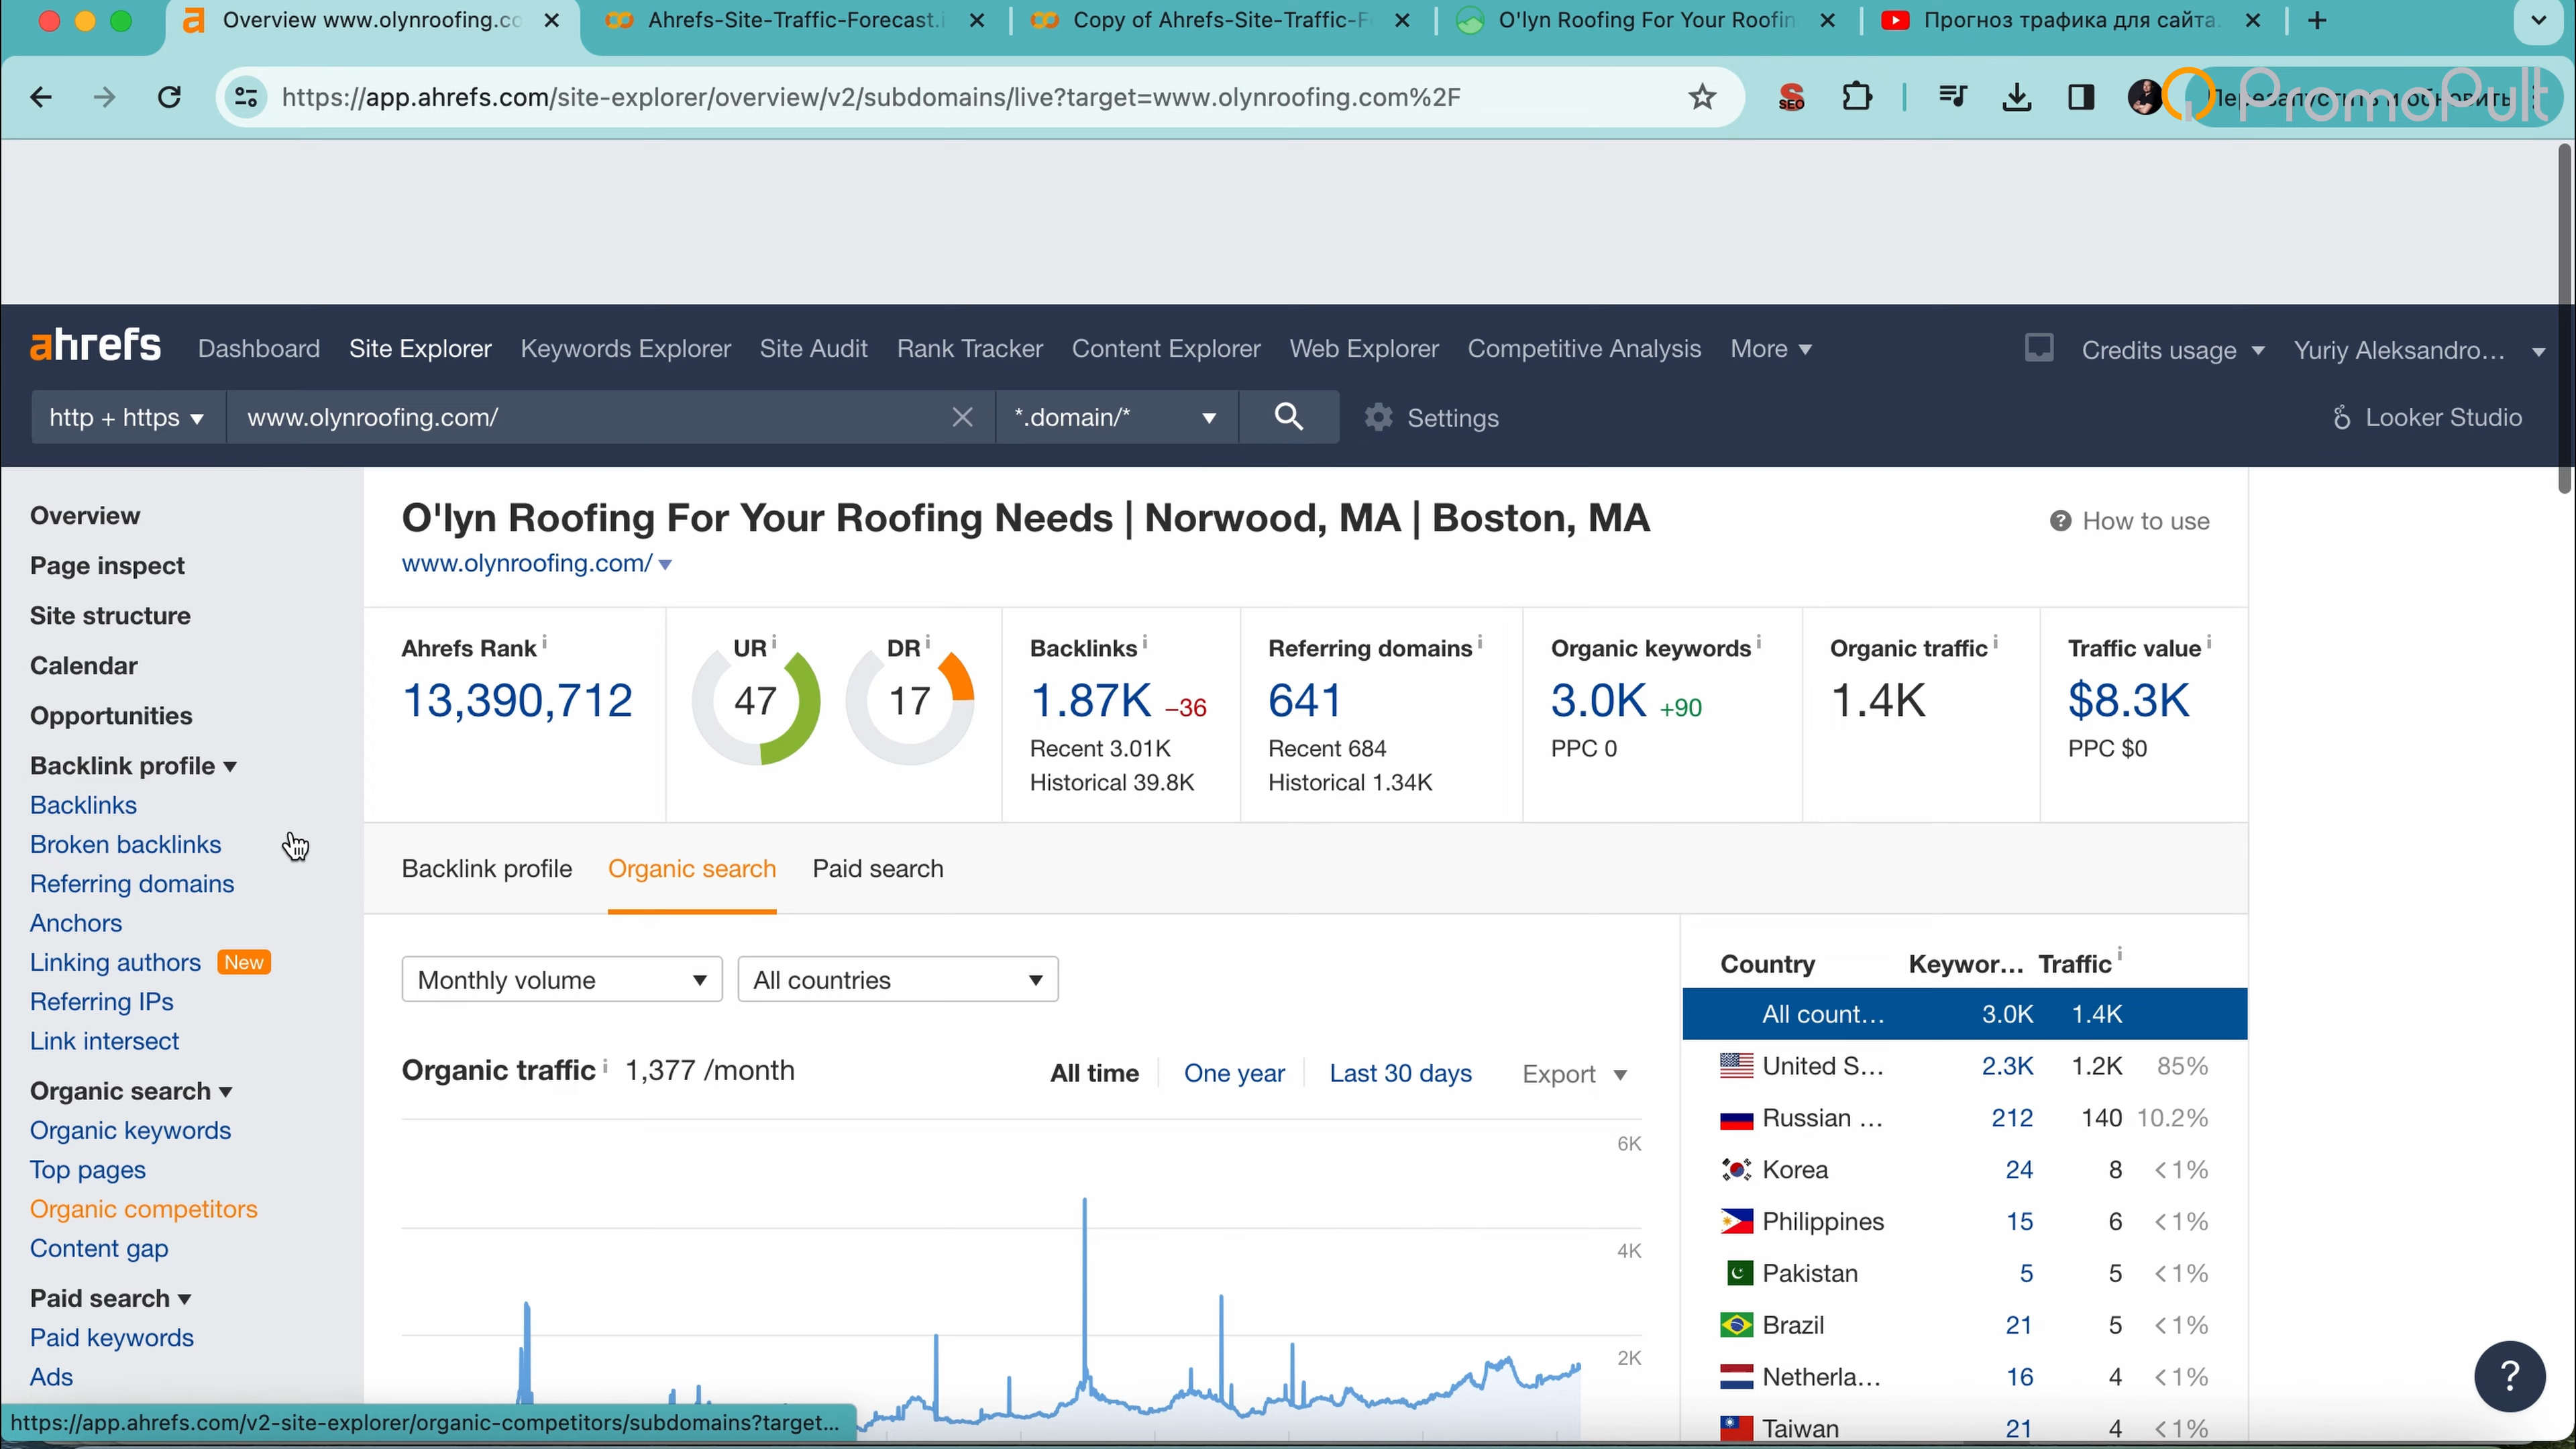 Overview www.olynroofing.co
Ahrefs-Site-Traffic-Forecast.i
Copy of Ahrefs-Site-Traffic-F
O'lyn Roofing For Your Roofin
Прогноз трафика для сайта.
https://app.ahrefs.com/site-explorer/overview/v2/subdomains/live?target=www.olynroofing.com%2F
SEO
Перезапустить и обновить
PromoPult
ahrefs
Dashboard
Site Explorer
Keywords Explorer
Site Audit
Rank Tracker
Content Explorer
Web Explorer
Competitive Analysis
More
Credits usage
Yuriy Aleksandro...
http + https
www.olynroofing.com/
*.domain/*
Settings
Looker Studio
Overview
Page inspect
Site structure
Calendar
Opportunities
Backlink profile
Backlinks
Broken backlinks
Referring domains
Anchors
Linking authors New
Referring IPs
Link intersect
Organic search
Organic keywords
Top pages
Organic competitors
Content gap
Paid search
Paid keywords
Ads
https://app.ahrefs.com/v2-site-explorer/organic-competitors/subdomains?target...
O'lyn Roofing For Your Roofing Needs | Norwood, MA | Boston, MA
How to use
www.olynroofing.com/
Ahrefs Rank
13,390,712
UR
47
DR
17
Backlinks
1.87K –36
Recent 3.01K
Historical 39.8K
Referring domains
641
Recent 684
Historical 1.34K
Organic keywords
3.0K +90
PPC 0
Organic traffic
1.4K
Traffic value
$8.3K
PPC $0
Backlink profile
Organic search
Paid search
Monthly volume
All countries
Organic traffic 1,377 /month
All time
One year
Last 30 days
Export
6K
4K
2K
Country Keywor... Traffic
All count... 3.0K 1.4K
United S... 2.3K 1.2K 85%
Russian ... 212 140 10.2%
Korea 24 8 <1%
Philippines 15 6 <1%
Pakistan 5 5 <1%
Brazil 21 5 <1%
Netherla... 16 4 <1%
Taiwan 21 4 <1%
?